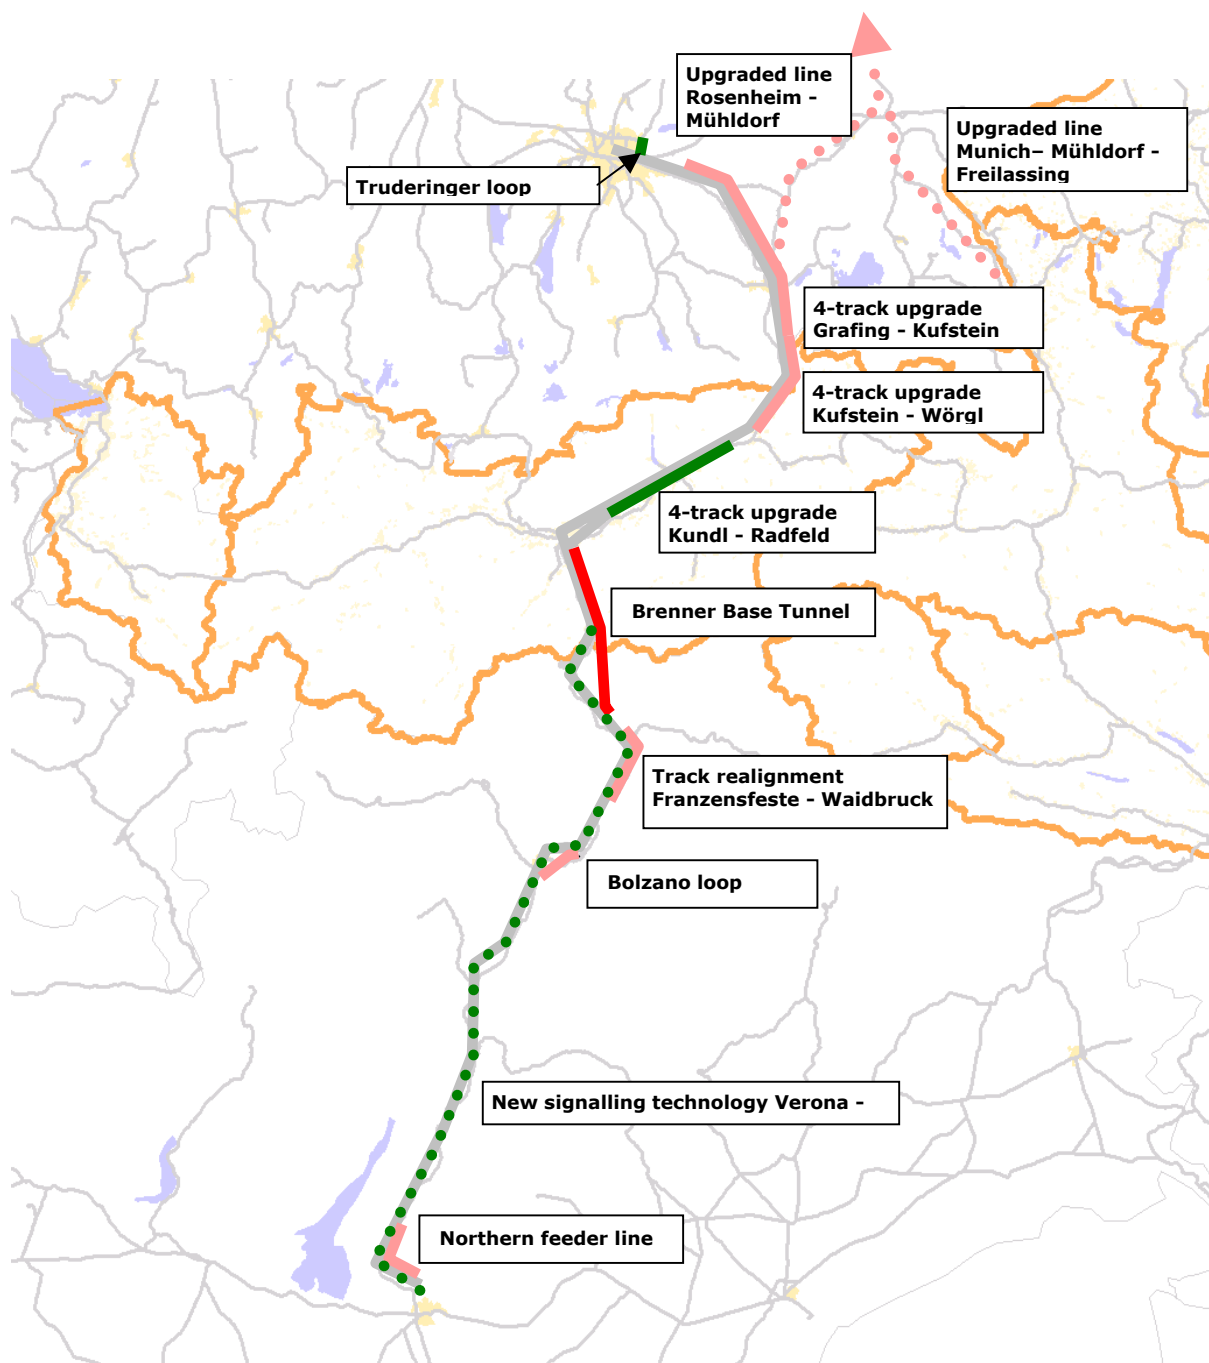 Upgraded line
Rosenheim -
Mühldorf
Upgraded line
Munich– Mühldorf -
Freilassing
Truderinger loop
4-track upgrade
Grafing - Kufstein
4-track upgrade
Kufstein - Wörgl
4-track upgrade
Kundl - Radfeld
Brenner Base Tunnel
Track realignment
Franzensfeste - Waidbruck
Bolzano loop
New signalling technology Verona -
Northern feeder line